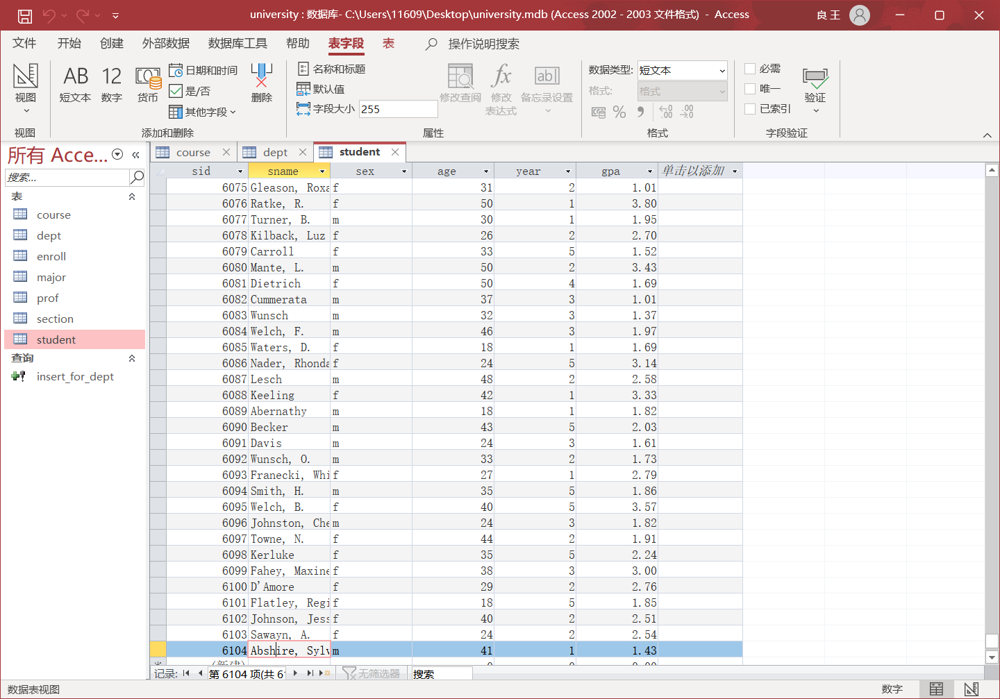 university : 数据库- C:\Users\11609\Desktop\university.mdb (Access 2002 - 2003 文件格式) - Access
良 王
文件 开始 创建 外部数据 数据库工具 帮助 表字段 表 操作说明搜索
视图
AB 短文本
12 数字
货币
日期和时间
是/否
其他字段
删除
名称和标题
默认值
字段大小 255
修改查阅
fx 修改
表达式
ab 备忘录设置
数据类型: 短文本
格式: 格式
% ,
.00
必需
唯一
已索引
验证
视图 添加和删除 属性 格式 字段验证
所有 Acce...
搜索...
表
course
dept
enroll
major
prof
section
student
查询
insert_for_dept
course dept student
sid sname sex age year gpa 单击以添加
6075 Gleason, Roxa f 31 2 1.01
6076 Ratke, R. f 50 1 3.80
6077 Turner, B. m 30 1 1.95
6078 Kilback, Luz f 26 2 2.70
6079 Carroll f 33 5 1.52
6080 Mante, L. m 50 2 3.43
6081 Dietrich f 50 4 1.69
6082 Cummerata m 37 3 1.01
6083 Wunsch m 32 3 1.37
6084 Welch, F. m 46 3 1.97
6085 Waters, D. f 18 1 1.69
6086 Nader, Rhonda f 24 5 3.14
6087 Lesch m 48 2 2.58
6088 Keeling f 42 1 3.33
6089 Abernathy m 18 1 1.82
6090 Becker m 43 5 2.03
6091 Davis m 24 3 1.61
6092 Wunsch, O. m 33 2 1.73
6093 Franecki, Whi f 27 1 2.79
6094 Smith, H. m 35 5 1.86
6095 Welch, B. f 40 5 3.57
6096 Johnston, Che m 24 3 1.82
6097 Towne, N. f 44 2 1.91
6098 Kerluke f 35 5 2.24
6099 Fahey, Maxine f 38 3 3.00
6100 D'Amore f 29 2 2.76
6101 Flatley, Regi f 18 5 1.85
6102 Johnson, Jess f 40 2 2.51
6103 Sawayn, A. f 24 2 2.54
6104 Abshire, Sylv m 41 1 1.43
记录: 第 6104 项(共 61 无筛选器 搜索
数据表视图 数字